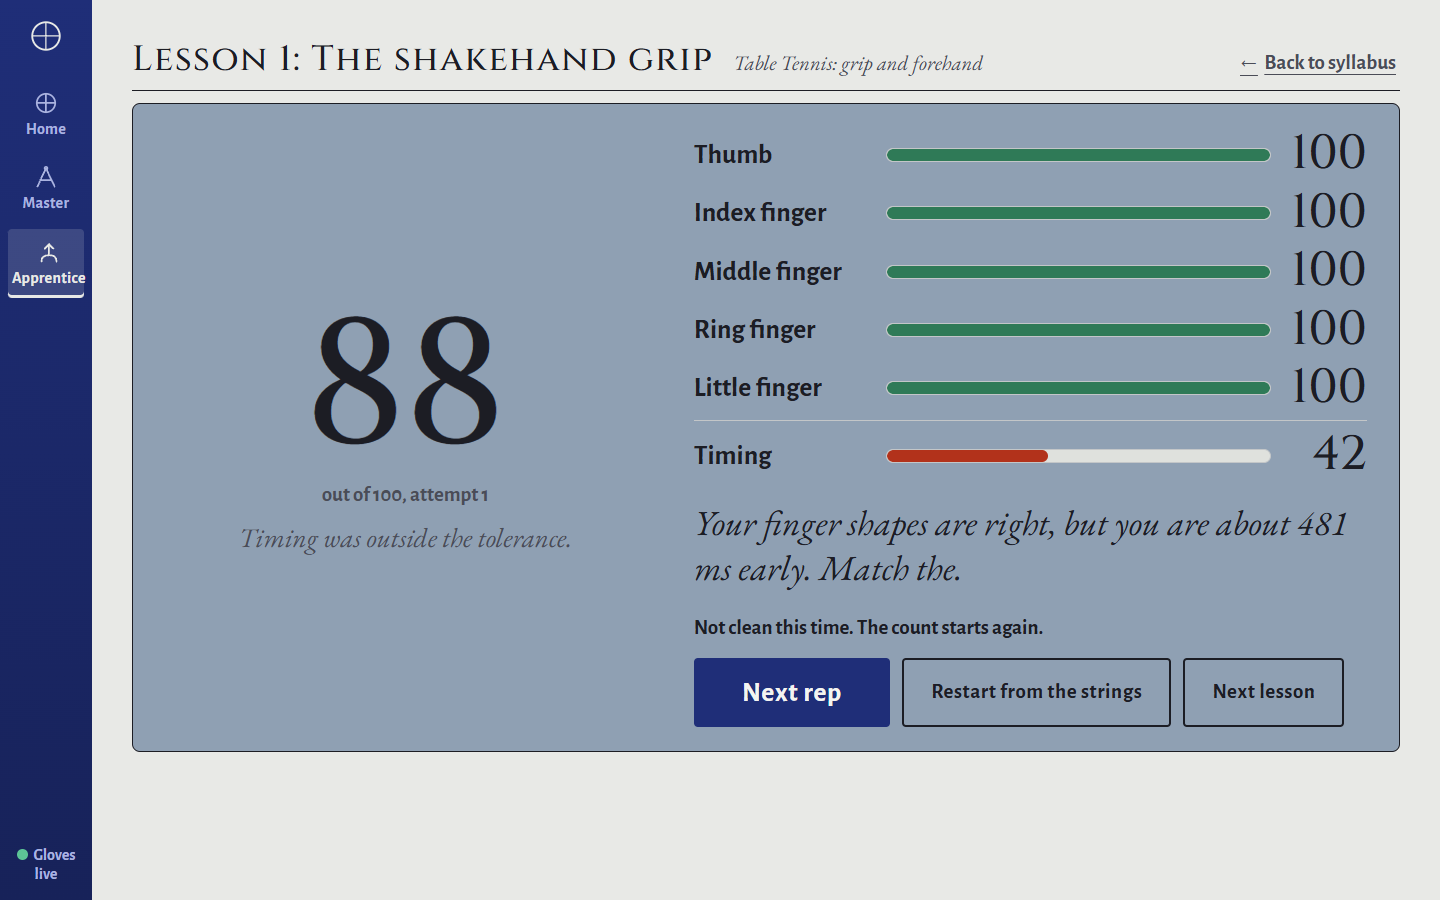 Home
Master
Apprentice
Gloves
live
Lesson 1: The shakehand grip
Table Tennis: grip and forehand
← Back to syllabus
88
out of 100, attempt 1
Timing was outside the tolerance.
Thumb 100
Index finger 100
Middle finger 100
Ring finger 100
Little finger 100
Timing 42
Your finger shapes are right, but you are about 481
ms early. Match the.
Not clean this time. The count starts again.
Next rep
Restart from the strings
Next lesson